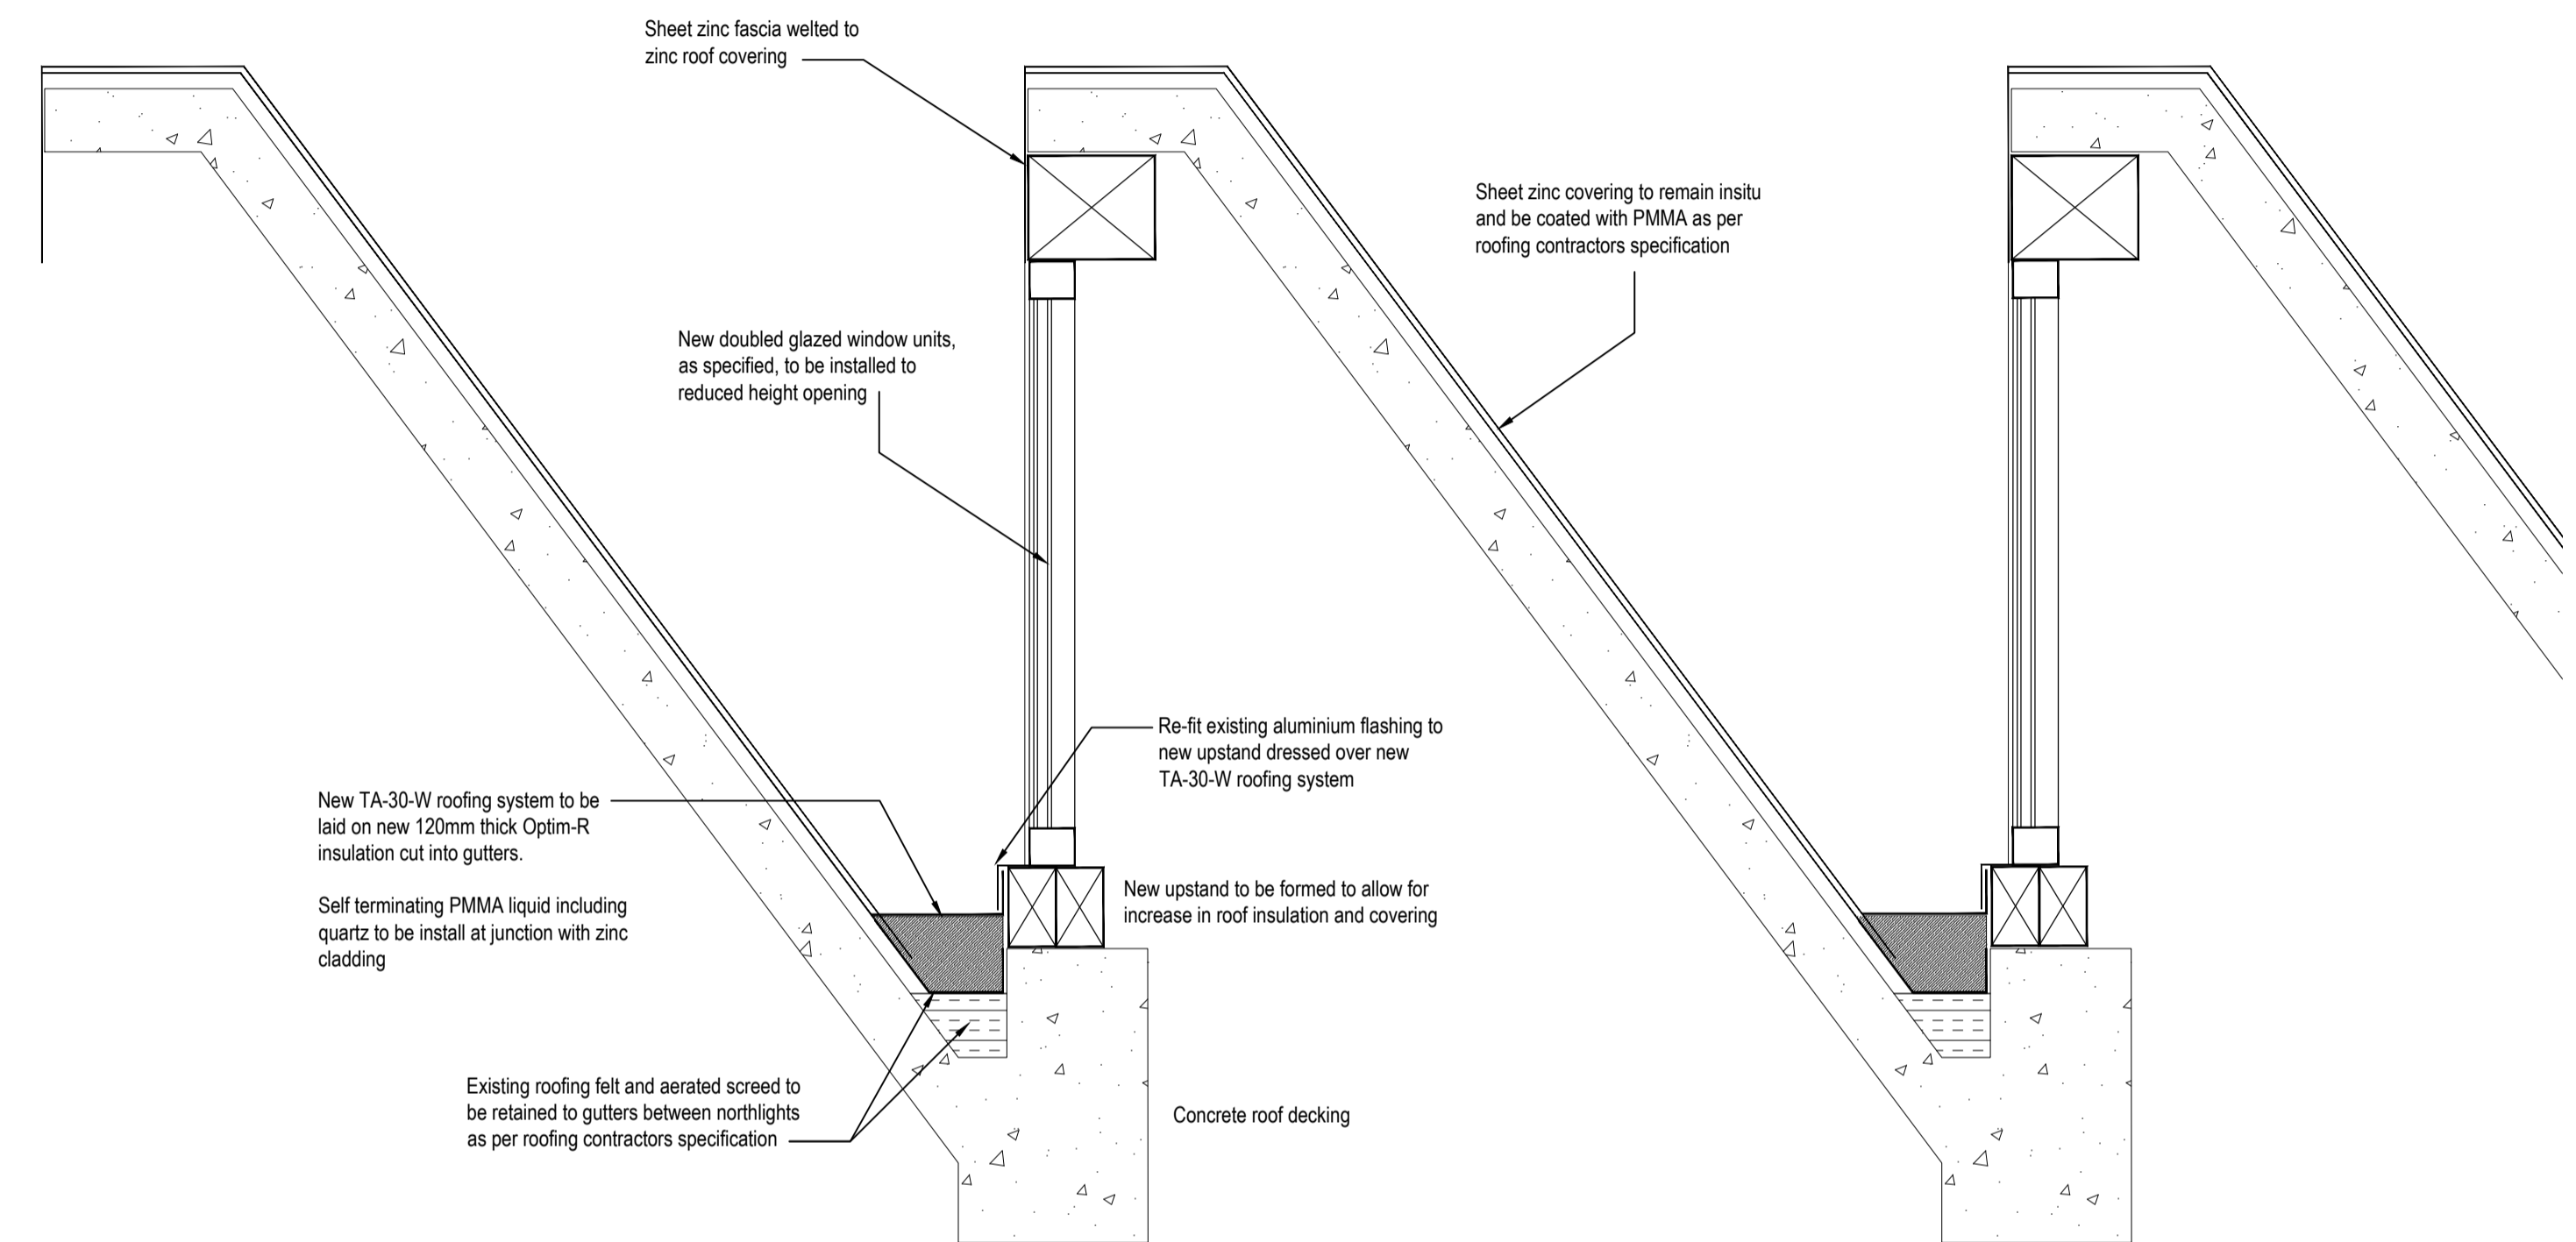 Sheet zinc fascia welted to
zinc roof covering
Sheet zinc covering to remain insitu
and be coated with PMMA as per
roofing contractors specification
New doubled glazed window units,
as specified, to be installed to
reduced height opening
Re-fit existing aluminium flashing to
new upstand dressed over new
TA-30-W roofing system
New TA-30-W roofing system to be
laid on new 120mm thick Optim-R
insulation cut into gutters.
Self terminating PMMA liquid including
quartz to be install at junction with zinc
cladding
New upstand to be formed to allow for
increase in roof insulation and covering
Existing roofing felt and aerated screed to
be retained to gutters between northlights
as per roofing contractors specification
Concrete roof decking